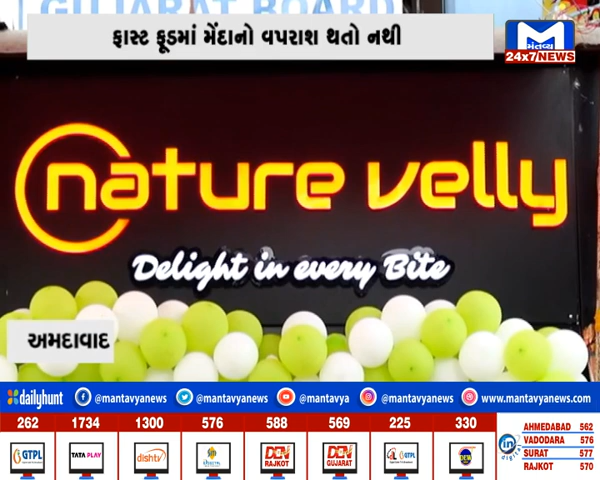 GUJARAT BOARD
ફાસ્ટ ફૂડમાં મેંદાનો વપરાશ થતો નથી
મંતવ્ય
24x7NEWS
nature velly
Delight in every Bite
અમદાવાદ
dailyhunt @mantavyanews @mantavyanews @mantavya @mantavyanews www.mantavyanews.com
262 1734 1300 576 588 569 225 330
GTPL TATA PLAY dishtv DEN RAJKOT DEN GUJARAT GTPL
in digital
AHMEDABAD 562
VADODARA 576
SURAT 577
RAJKOT 570